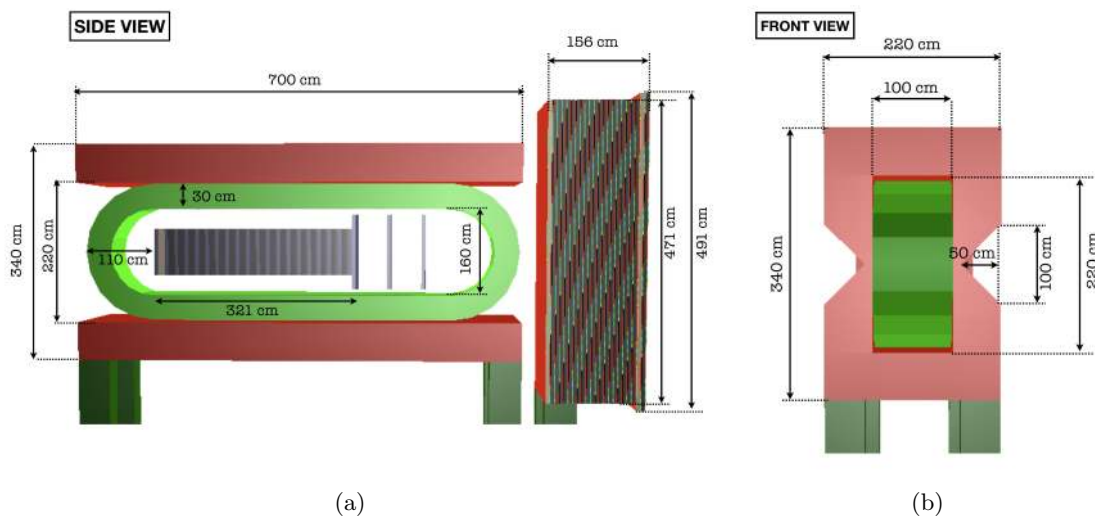 SIDE VIEW
700 cm
156 cm
30 cm
340 cm
220 cm
110 cm
160 cm
321 cm
471 cm
491 cm
(a)
FRONT VIEW
220 cm
100 cm
340 cm
50 cm
100 cm
220 cm
(b)